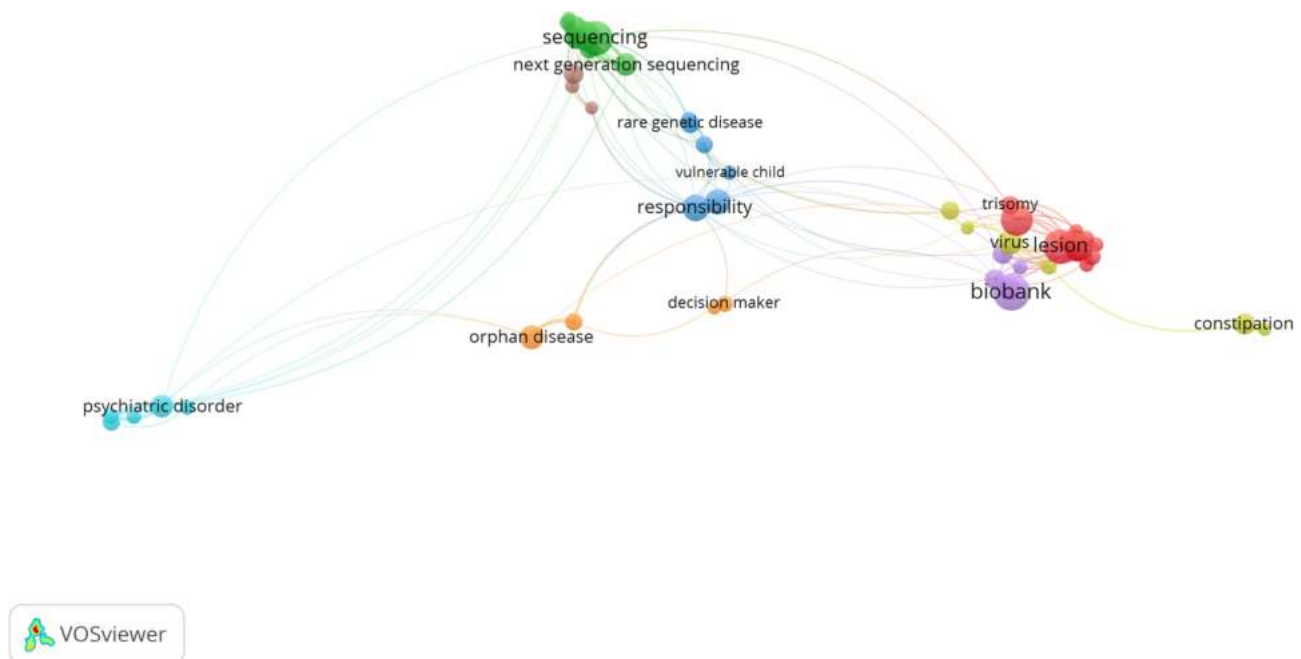 sequencing
next generation sequencing
rare genetic disease
vulnerable child
responsibility
trisomy
virus
lesion
biobank
decision maker
constipation
orphan disease
psychiatric disorder
VOSviewer